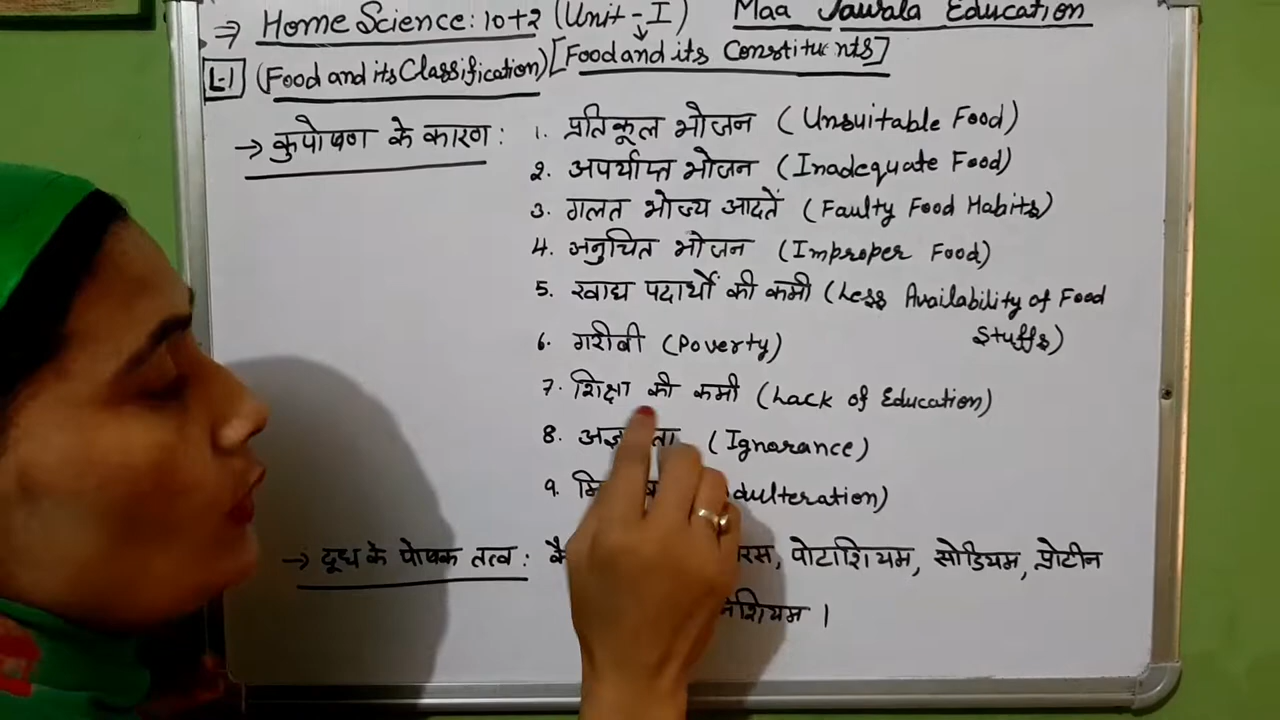 ⇒ Home Science: 10+2 (Unit-I) Maa Jawala Education
L-1 (Food and its Classification) [Food and its Constituents]
→ कुपोषण के कारण : 1. प्रतिकूल भोजन (Unsuitable Food)
2. अपर्याप्त भोजन (Inadequate Food)
3. गलत भोज्य आदतें (Faulty Food Habits)
4. अनुचित भोजन (Improper Food)
5. खाद्य पदार्थों की कमी (Less Availability of Food
Stuffs)
6. गरीबी (Poverty)
7. शिक्षा की कमी (Lack of Education)
8. (Ignorance)
9.
→ दूध के पोषक तत्व : पोटाशियम, सोडियम, प्रोटीन